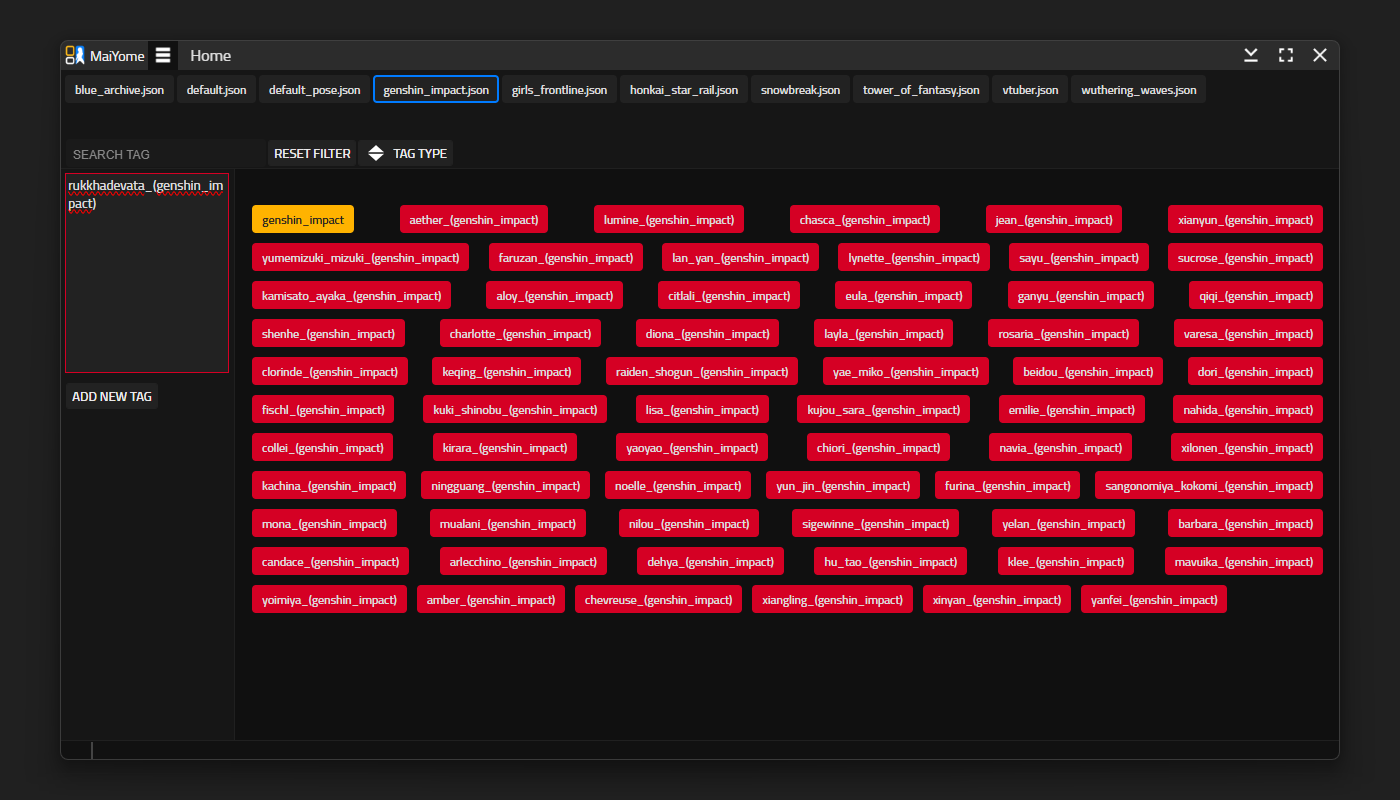 MaiYome Home
blue_archive.json default.json default_pose.json genshin_impact.json girls_frontline.json honkai_star_rail.json snowbreak.json tower_of_fantasy.json vtuber.json wuthering_waves.json
SEARCH TAG RESET FILTER TAG TYPE
rukkhadevata_(genshin_im
pact)
ADD NEW TAG
genshin_impact aether_(genshin_impact) lumine_(genshin_impact) chasca_(genshin_impact) jean_(genshin_impact) xianyun_(genshin_impact)
yumemizuki_mizuki_(genshin_impact) faruzan_(genshin_impact) lan_yan_(genshin_impact) lynette_(genshin_impact) sayu_(genshin_impact) sucrose_(genshin_impact)
kamisato_ayaka_(genshin_impact) aloy_(genshin_impact) citlali_(genshin_impact) eula_(genshin_impact) ganyu_(genshin_impact) qiqi_(genshin_impact)
shenhe_(genshin_impact) charlotte_(genshin_impact) diona_(genshin_impact) layla_(genshin_impact) rosaria_(genshin_impact) varesa_(genshin_impact)
clorinde_(genshin_impact) keqing_(genshin_impact) raiden_shogun_(genshin_impact) yae_miko_(genshin_impact) beidou_(genshin_impact) dori_(genshin_impact)
fischl_(genshin_impact) kuki_shinobu_(genshin_impact) lisa_(genshin_impact) kujou_sara_(genshin_impact) emilie_(genshin_impact) nahida_(genshin_impact)
collei_(genshin_impact) kirara_(genshin_impact) yaoyao_(genshin_impact) chiori_(genshin_impact) navia_(genshin_impact) xilonen_(genshin_impact)
kachina_(genshin_impact) ningguang_(genshin_impact) noelle_(genshin_impact) yun_jin_(genshin_impact) furina_(genshin_impact) sangonomiya_kokomi_(genshin_impact)
mona_(genshin_impact) mualani_(genshin_impact) nilou_(genshin_impact) sigewinne_(genshin_impact) yelan_(genshin_impact) barbara_(genshin_impact)
candace_(genshin_impact) arlecchino_(genshin_impact) dehya_(genshin_impact) hu_tao_(genshin_impact) klee_(genshin_impact) mavuika_(genshin_impact)
yoimiya_(genshin_impact) amber_(genshin_impact) chevreuse_(genshin_impact) xiangling_(genshin_impact) xinyan_(genshin_impact) yanfei_(genshin_impact)